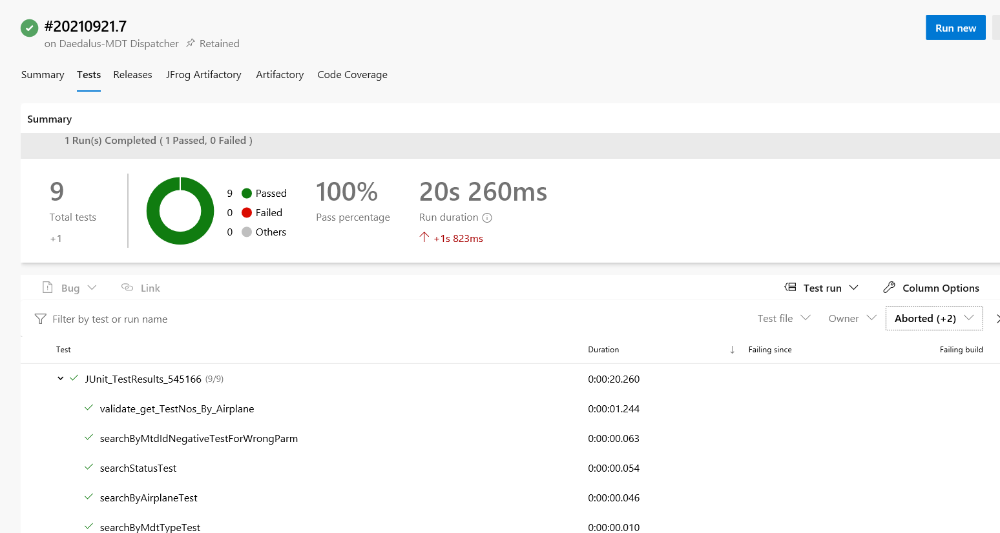 #20210921.7
Run new
on Daedalus-MDT Dispatcher Retained
Summary Tests Releases JFrog Artifactory Artifactory Code Coverage
Summary
1 Run(s) Completed ( 1 Passed, 0 Failed )
9
Total tests
+1
9 Passed
0 Failed
0 Others
100%
Pass percentage
20s 260ms
Run duration
+1s 823ms
Bug Link Test run Column Options
Filter by test or run name Test file Owner Aborted (+2)
Test Duration Failing since Failing build
JUnit_TestResults_545166 (9/9) 0:00:20.260
validate_get_TestNos_By_Airplane 0:00:01.244
searchByMtdIdNegativeTestForWrongParm 0:00:00.063
searchStatusTest 0:00:00.054
searchByAirplaneTest 0:00:00.046
searchByMdtTypeTest 0:00:00.010